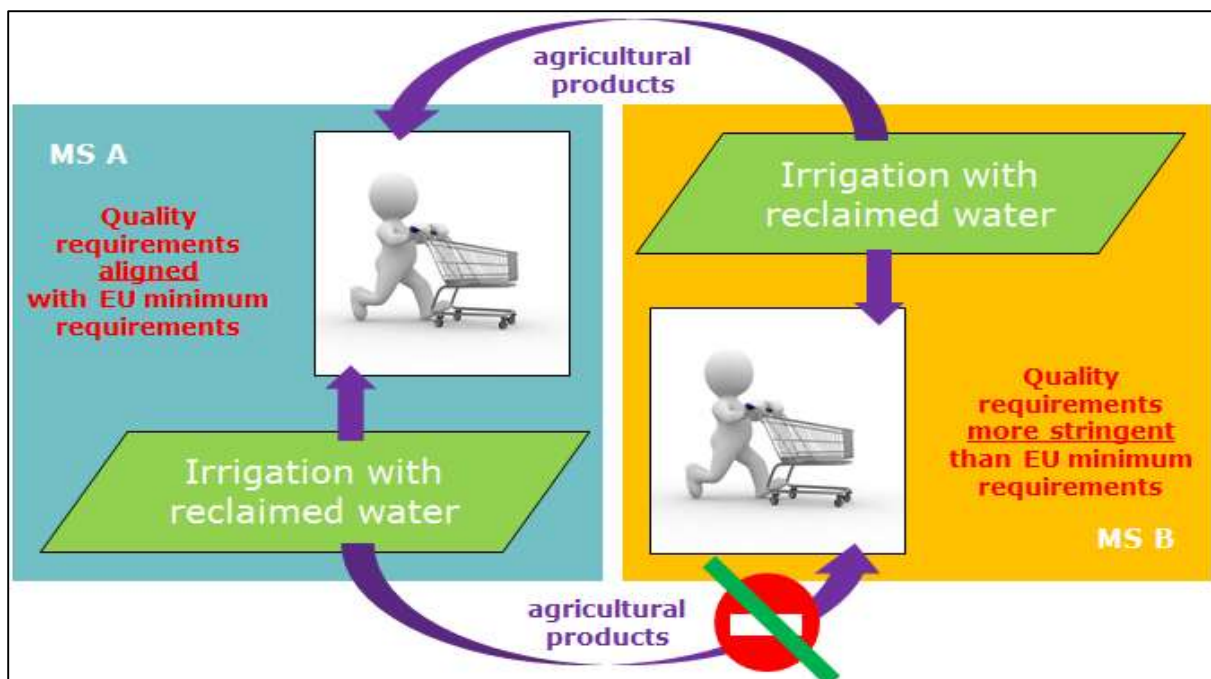 agricultural
products
MS A
Quality
requirements
aligned
with EU minimum
requirements
Irrigation with
reclaimed water
Irrigation with
reclaimed water
Quality
requirements
more stringent
than EU minimum
requirements
MS B
agricultural
products